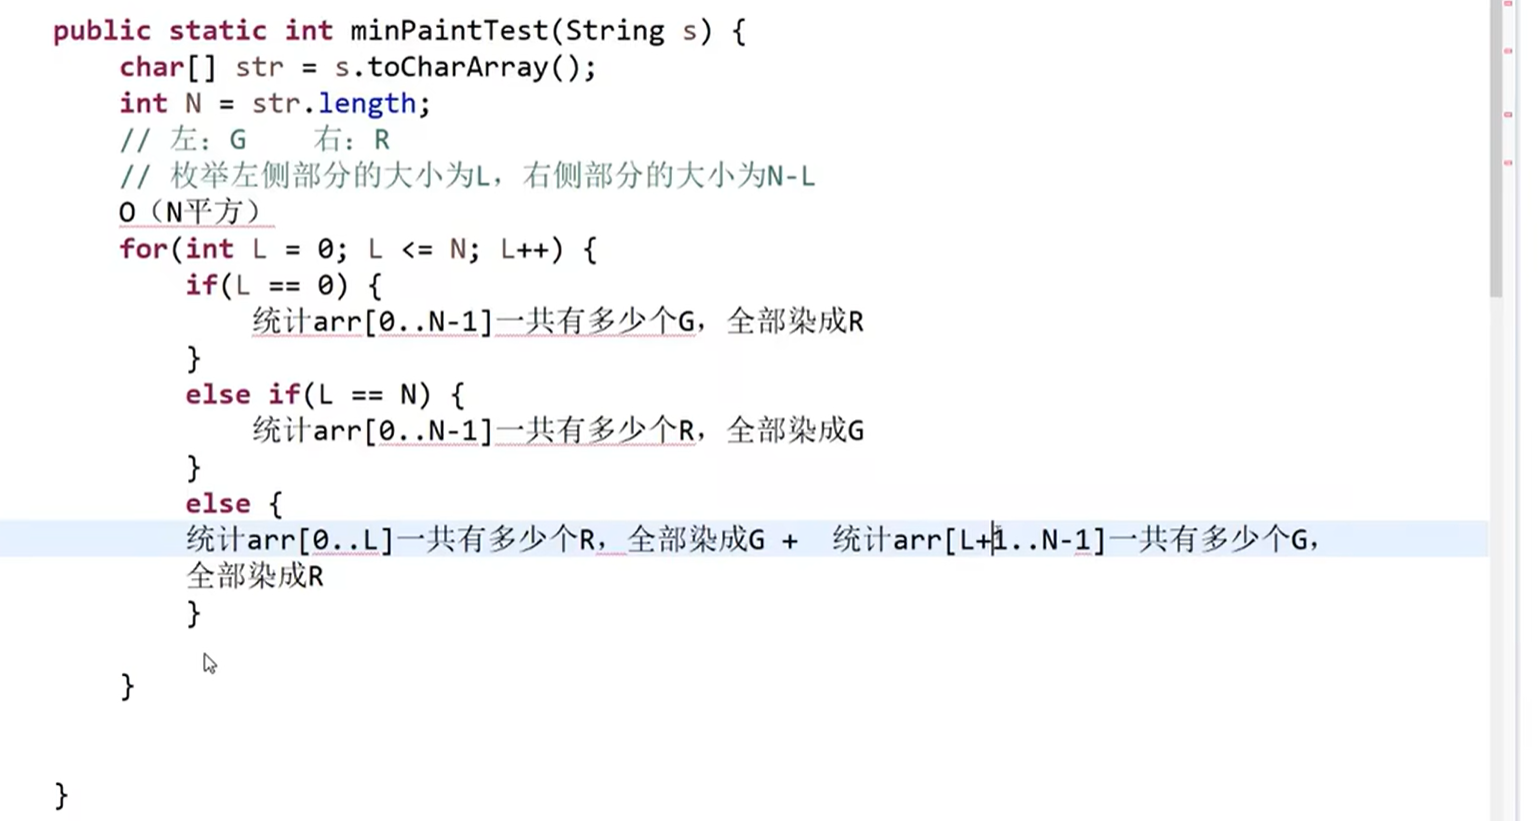 public static int minPaintTest(String s) {
char[] str = s.toCharArray();
int N = str.length;
// 左：G    右：R
// 枚举左侧部分的大小为L，右侧部分的大小为N-L
O（N平方）
for(int L = 0; L <= N; L++) {
if(L == 0) {
统计arr[0..N-1]一共有多少个G，全部染成R
}
else if(L == N) {
统计arr[0..N-1]一共有多少个R，全部染成G
}
else {
统计arr[0..L]一共有多少个R，全部染成G +  统计arr[L+1..N-1]一共有多少个G，
全部染成R
}
}
}